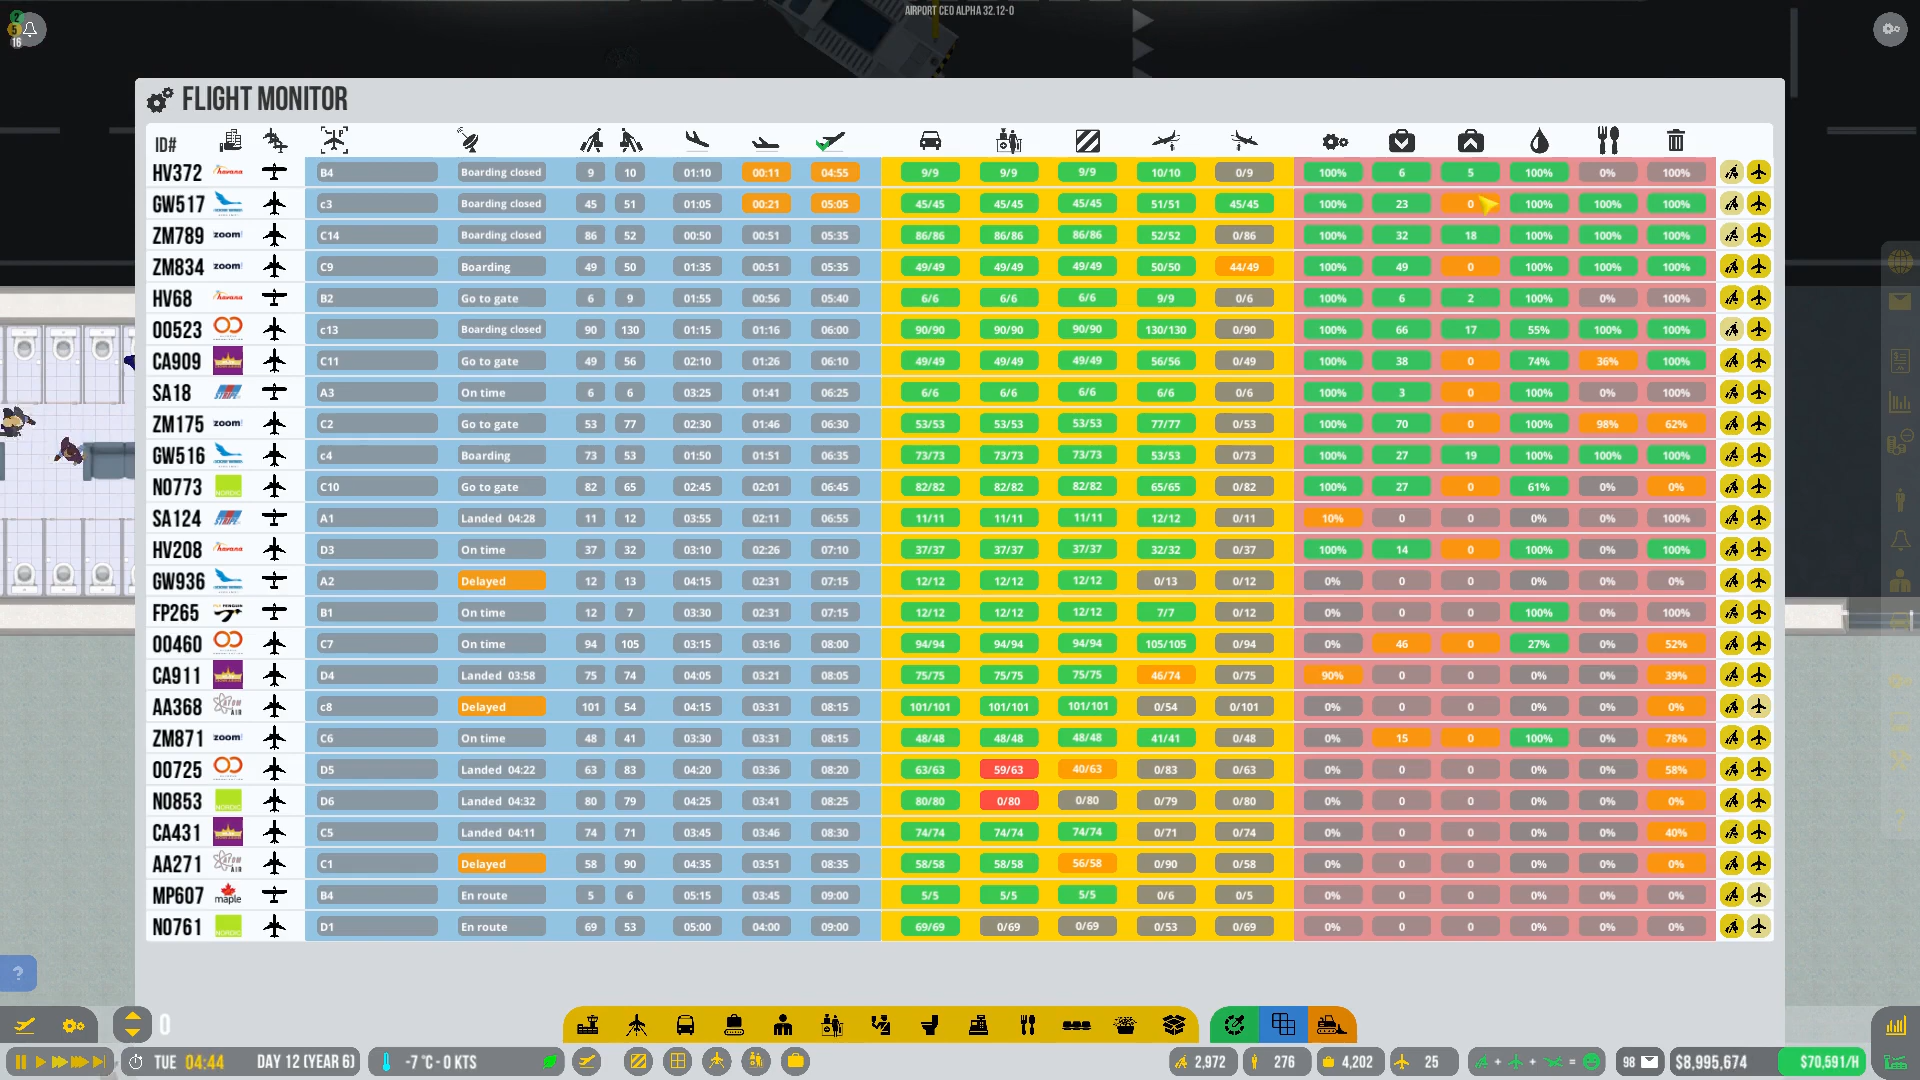 AIRPORT CEO ALPHA 32.12-0
2
5
16
FLIGHT MONITOR
ID#
HV372 havana B4 Boarding closed 9 10 01:10 00:11 04:55 9/9 9/9 9/9 10/10 0/9 100% 6 5 100% 0% 100%
GW517 c3 Boarding closed 45 51 01:05 00:21 05:05 45/45 45/45 45/45 51/51 45/45 100% 23 0 100% 100% 100%
ZM789 zoom! C14 Boarding closed 86 52 00:50 00:51 05:35 86/86 86/86 86/86 52/52 0/86 100% 32 18 100% 100% 100%
ZM834 zoom! C9 Boarding 49 50 01:35 00:51 05:35 49/49 49/49 49/49 50/50 44/49 100% 49 0 100% 100% 100%
HV68 havana B2 Go to gate 6 9 01:55 00:56 05:40 6/6 6/6 6/6 9/9 0/6 100% 6 2 100% 0% 100%
OO523 c13 Boarding closed 90 130 01:15 01:16 06:00 90/90 90/90 90/90 130/130 0/90 100% 66 17 55% 100% 100%
CA909 C11 Go to gate 49 56 02:10 01:26 06:10 49/49 49/49 49/49 56/56 0/49 100% 38 0 74% 36% 100%
SA18 STRIPE A3 On time 6 6 03:25 01:41 06:25 6/6 6/6 6/6 6/6 0/6 100% 3 0 100% 0% 100%
ZM175 zoom! C2 Go to gate 53 77 02:30 01:46 06:30 53/53 53/53 53/53 77/77 0/53 100% 70 0 100% 98% 62%
GW516 c4 Boarding 73 53 01:50 01:51 06:35 73/73 73/73 73/73 53/53 0/73 100% 27 19 100% 100% 100%
NO773 NORDIC C10 Go to gate 82 65 02:45 02:01 06:45 82/82 82/82 82/82 65/65 0/82 100% 27 0 61% 0% 0%
SA124 STRIPE A1 Landed 04:28 11 12 03:55 02:11 06:55 11/11 11/11 11/11 12/12 0/11 10% 0 0 0% 0% 100%
HV208 havana D3 On time 37 32 03:10 02:26 07:10 37/37 37/37 37/37 32/32 0/37 100% 14 0 100% 0% 100%
GW936 A2 Delayed 12 13 04:15 02:31 07:15 12/12 12/12 12/12 0/13 0/12 0% 0 0 0% 0% 0%
FP265 B1 On time 12 7 03:30 02:31 07:15 12/12 12/12 12/12 7/7 0/12 0% 0 0 100% 0% 100%
OO460 C7 On time 94 105 03:15 03:16 08:00 94/94 94/94 94/94 105/105 0/94 0% 46 0 27% 0% 52%
CA911 D4 Landed 03:58 75 74 04:05 03:21 08:05 75/75 75/75 75/75 46/74 0/75 90% 0 0 0% 0% 39%
AA368 c8 Delayed 101 54 04:15 03:31 08:15 101/101 101/101 101/101 0/54 0/101 0% 0 0 0% 0% 0%
ZM871 zoom! C6 On time 48 41 03:30 03:31 08:15 48/48 48/48 48/48 41/41 0/48 0% 15 0 100% 0% 78%
OO725 D5 Landed 04:22 63 83 04:20 03:36 08:20 63/63 59/63 40/63 0/83 0/63 0% 0 0 0% 0% 58%
NO853 NORDIC D6 Landed 04:32 80 79 04:25 03:41 08:25 80/80 0/80 0/80 0/79 0/80 0% 0 0 0% 0% 0%
CA431 C5 Landed 04:11 74 71 03:45 03:46 08:30 74/74 74/74 74/74 0/71 0/74 0% 0 0 0% 0% 40%
AA271 C1 Delayed 58 90 04:35 03:51 08:35 58/58 58/58 56/58 0/90 0/58 0% 0 0 0% 0% 0%
MP607 maple B4 En route 5 6 05:15 03:45 09:00 5/5 5/5 5/5 0/6 0/5 0% 0 0 0% 0% 0%
NO761 NORDIC D1 En route 69 53 05:00 04:00 09:00 69/69 0/69 0/69 0/53 0/69 0% 0 0 0% 0% 0%
?
0
TUE 04:44 DAY 12 (YEAR 6) -7 °C - 0 KTS 2,972 276 4,202 25 + + = 98 $8,995,674 $70,591/H